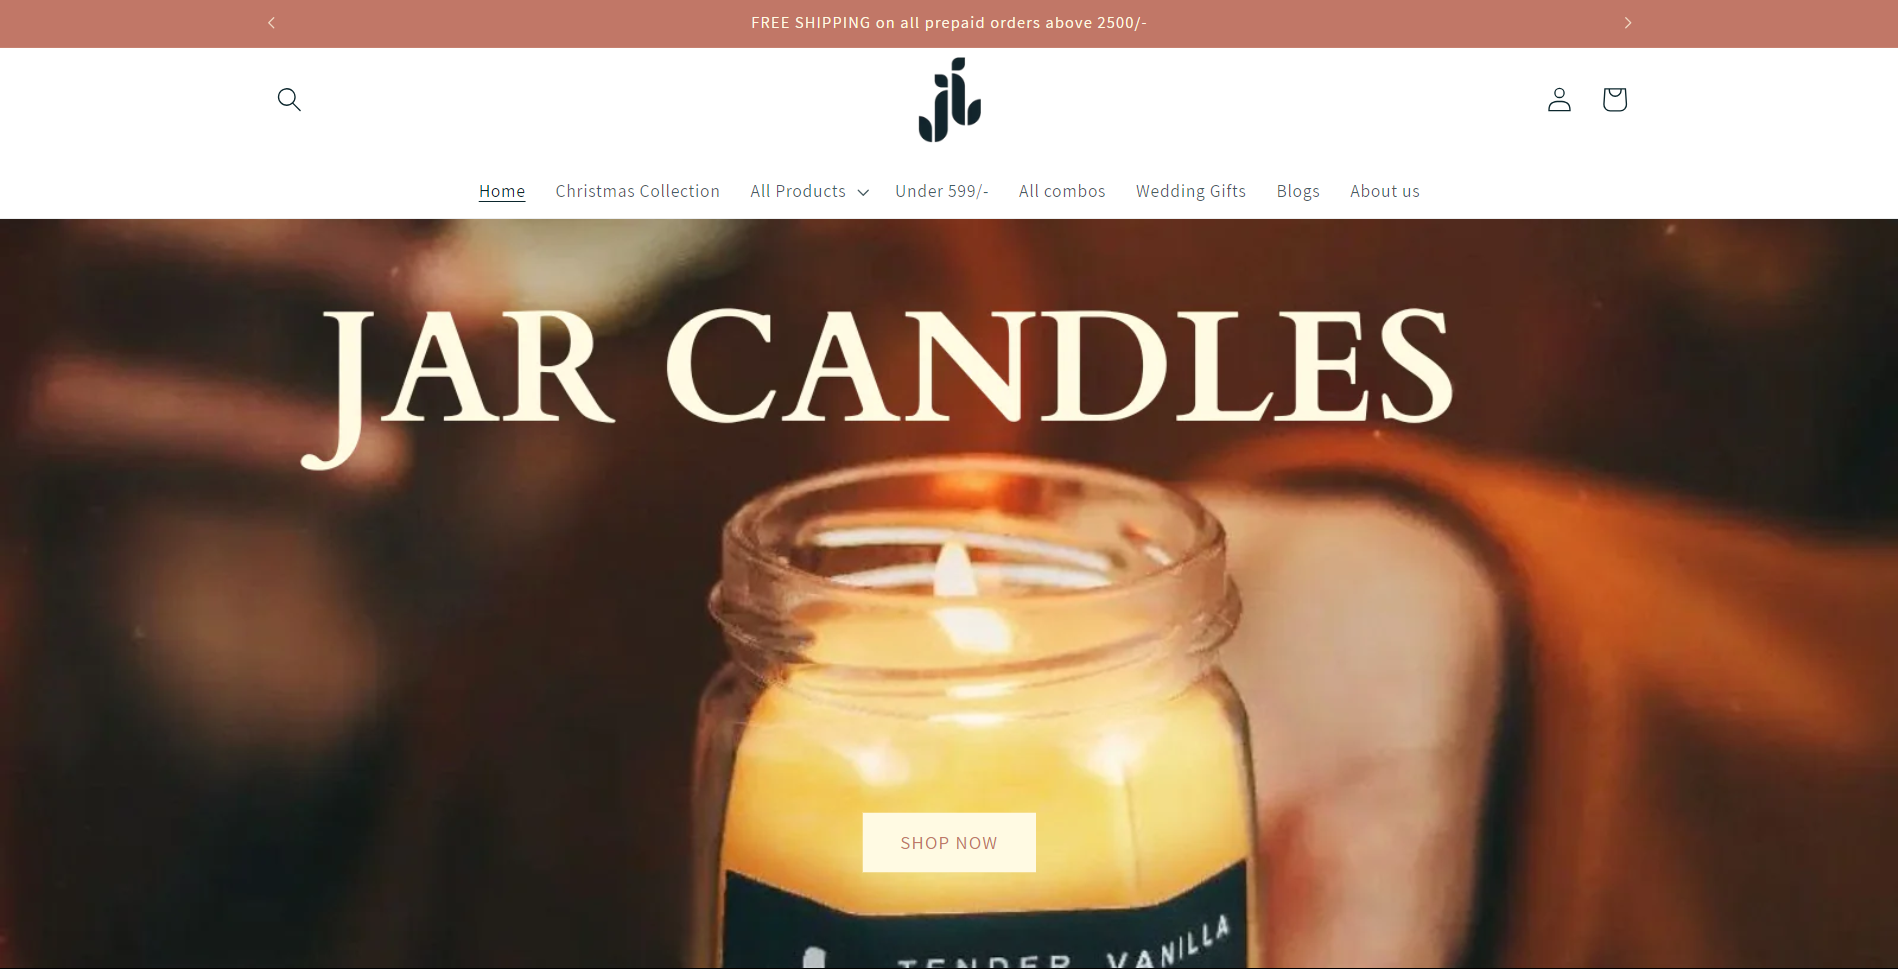 FREE SHIPPING on all prepaid orders above 2500/-
Home Christmas Collection All Products Under 599/- All combos Wedding Gifts Blogs About us
JAR CANDLES
SHOP NOW
TENDER VANILLA